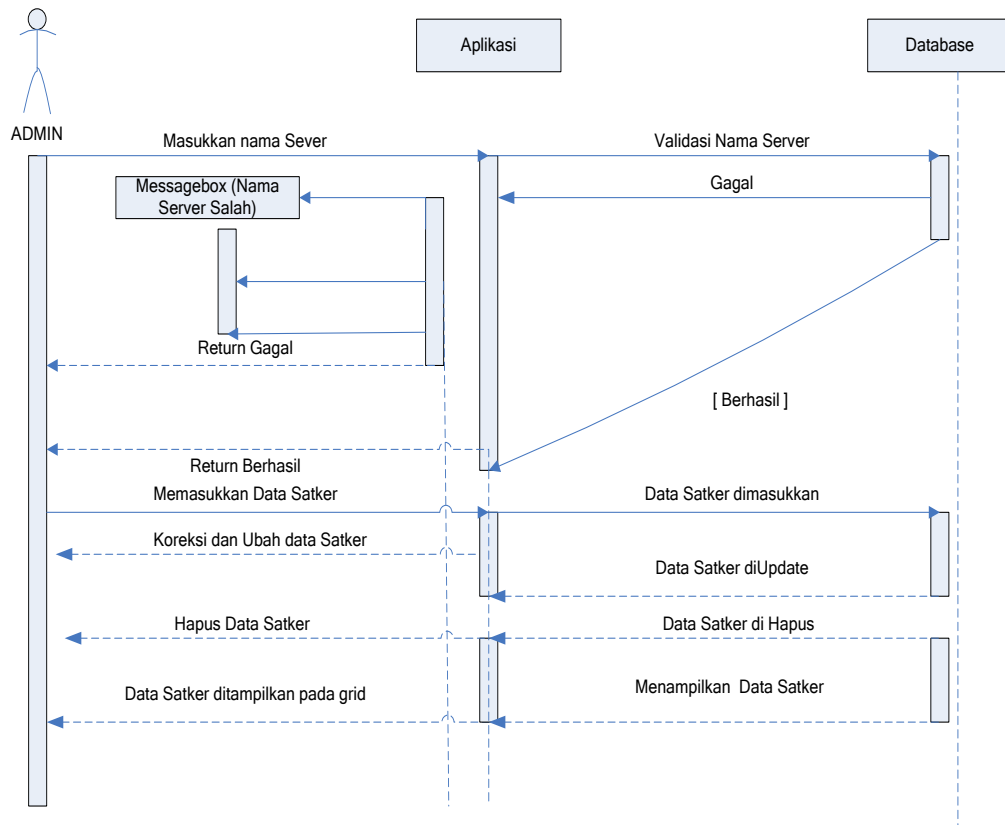 Aplikasi
Database
ADMIN
Masukkan nama Sever
Validasi Nama Server
Messagebox (Nama
Server Salah)
Gagal
Return Gagal
[ Berhasil ]
Return Berhasil
Memasukkan Data Satker
Data Satker dimasukkan
Koreksi dan Ubah data Satker
Data Satker diUpdate
Hapus Data Satker
Data Satker di Hapus
Data Satker ditampilkan pada grid
Menampilkan Data Satker